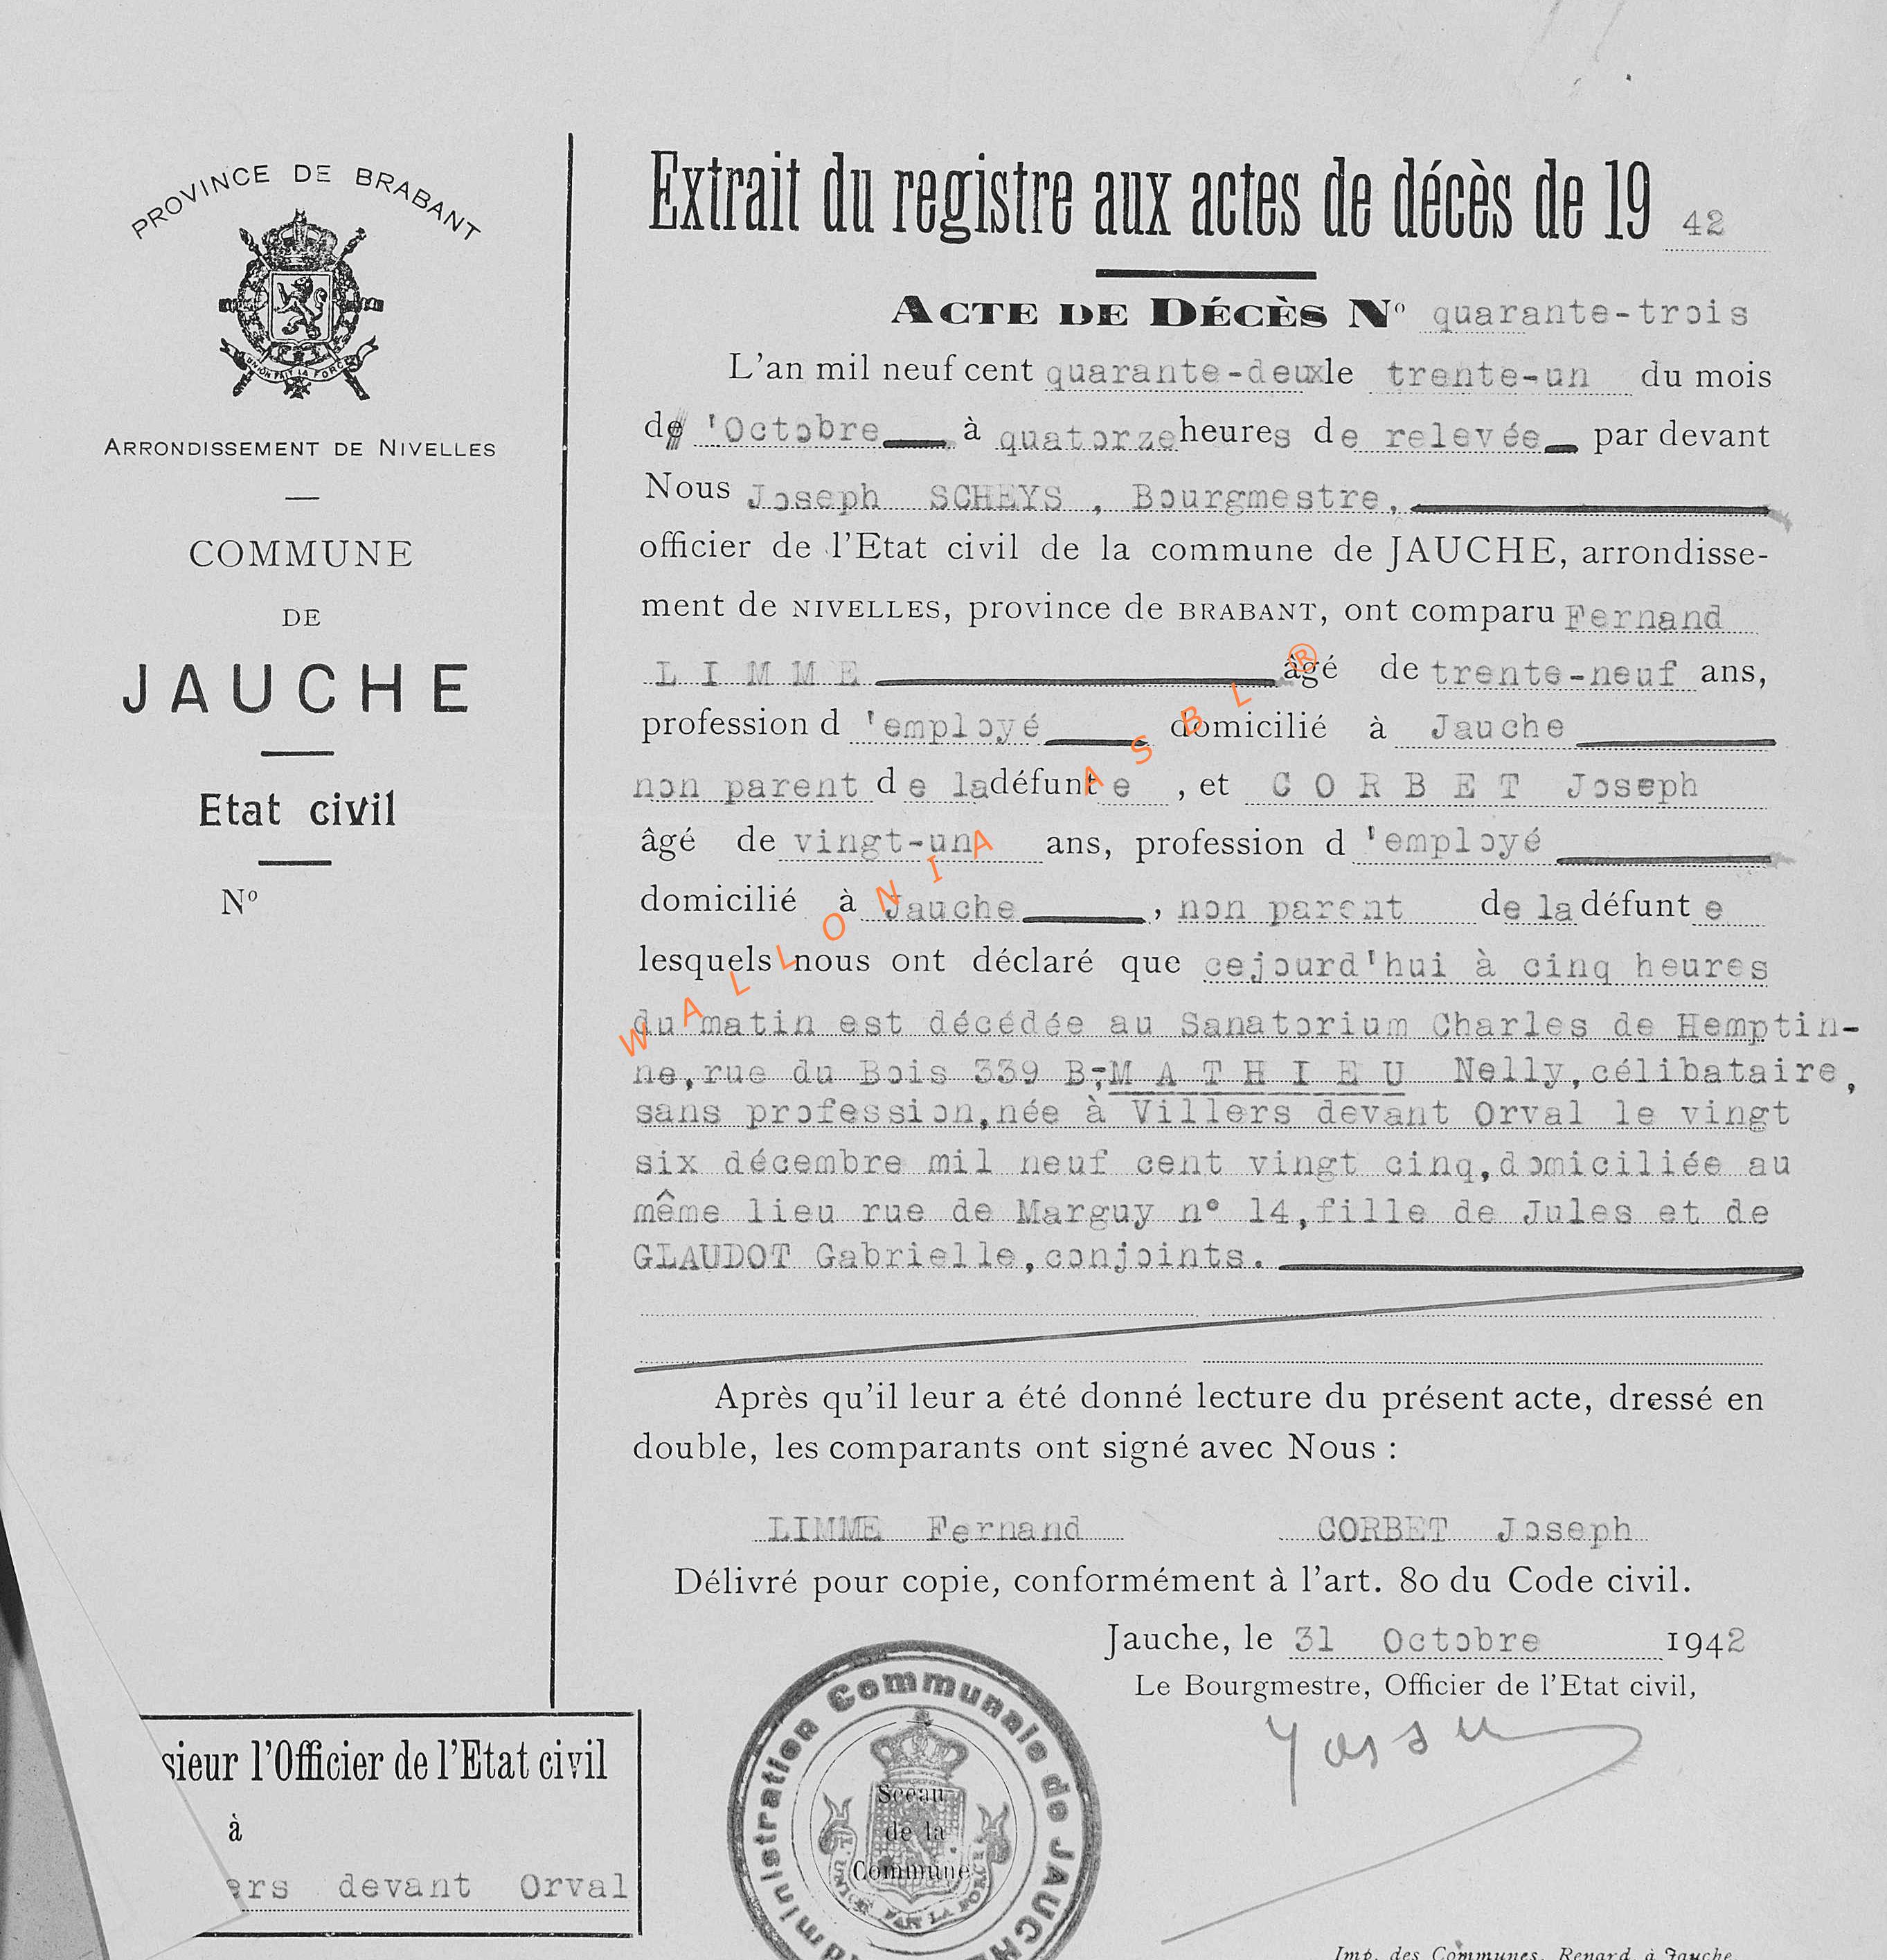 PROVINCE DE BRABANT
L'UNION FAIT LA FORCE
ARRONDISSEMENT DE NIVELLES
COMMUNE
DE
JAUCHE
Etat civil
Nº
Extrait du registre aux actes de décès de 19 42
ACTE DE DÉCÈS Nº quarante-trois
L'an mil neuf cent quarante-deux le trente-un du mois
d 'Octobre à quatorze heures de relevée par devant
Nous Joseph SCHEYS , Bourgmestre,
officier de l'Etat civil de la commune de JAUCHE, arrondisse-
ment de NIVELLES, province de BRABANT, ont comparu Fernand
L I M M E âgé de trente-neuf ans,
profession d 'employé domicilié à Jauche
non parent de la défunte , et C O R B E T Joseph
âgé de vingt-un ans, profession d 'employé
domicilié à Jauche , non parent de la défunt e
lesquels nous ont déclaré que cejourd'hui à cinq heures
du matin est décédée au Sanatorium Charles de Hemptin-
ne,rue du Bois 339 B;M A T H I E U Nelly,célibataire,
sans profession,née à Villers devant Orval le vingt
six décembre mil neuf cent vingt cinq,domiciliée au
même lieu rue de Marguy n° 14,fille de Jules et de
GLAUDOT Gabrielle,conjoints.
Après qu'il leur a été donné lecture du présent acte, dressé en
double, les comparants ont signé avec Nous :
LIMME Fernand CORBET Joseph
Délivré pour copie, conformément à l'art. 80 du Code civil.
Jauche, le 31 Octobre 1942
Le Bourgmestre, Officier de l'Etat civil,
Administration Communale de JAUCHE
Sceau
de la
Commune
sieur l'Officier de l'Etat civil
à
ers devant Orval
Imp. des Communes, Renard, à Jauche
WALLONIA ASBL ®